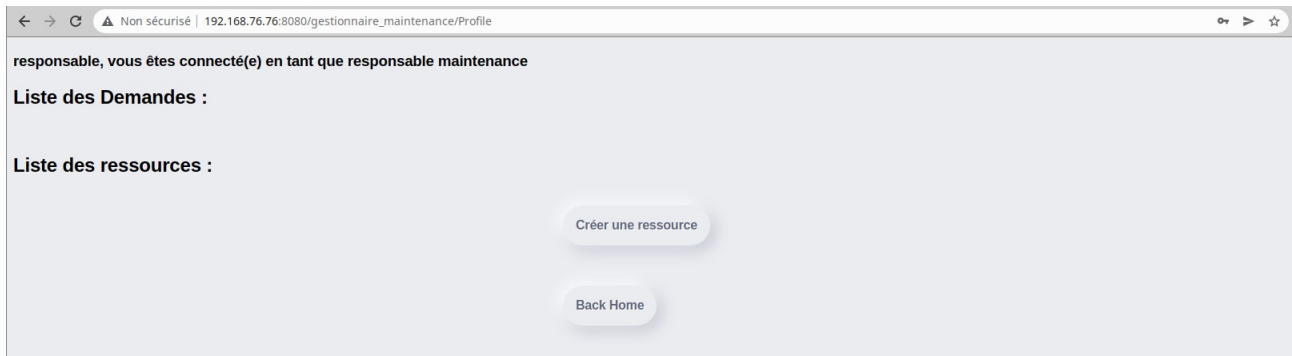 Non sécurisé | 192.168.76.76:8080/gestionnaire_maintenance/Profile
responsable, vous êtes connecté(e) en tant que responsable maintenance
Liste des Demandes :
Liste des ressources :
Créer une ressource
Back Home